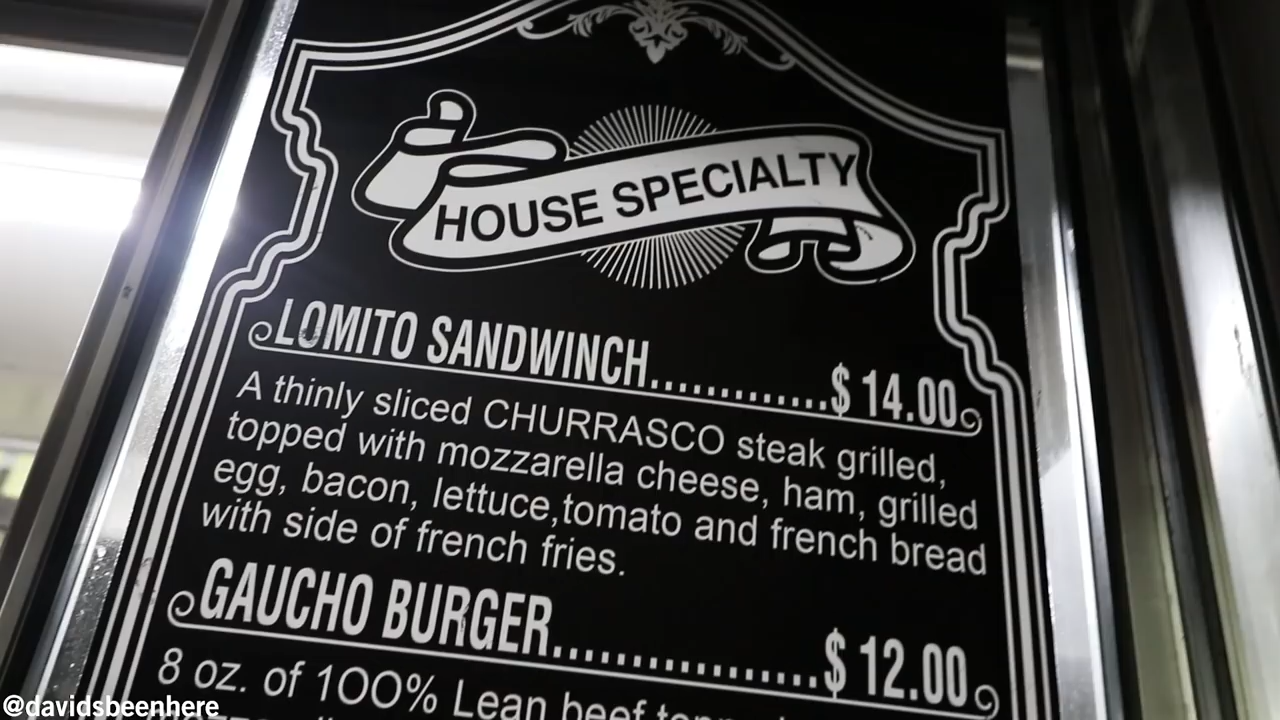 HOUSE SPECIALTY
LOMITO SANDWINCH............$ 14.00
A thinly sliced CHURRASCO steak grilled,
topped with mozzarella cheese, ham, grilled
egg, bacon, lettuce,tomato and french bread
with side of french fries.
GAUCHO BURGER..................$ 12.00
8 oz. of 100% Lean beef
@davidsbeenhere